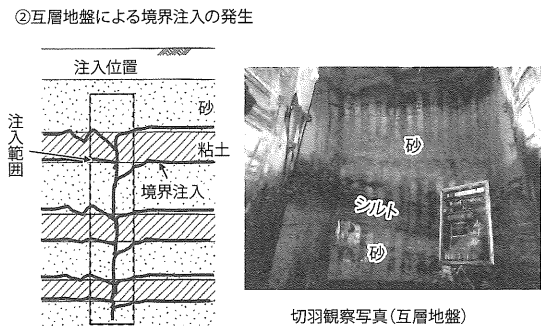 ②互層地盤による境界注入の発生
注入位置
砂
注入範囲
粘土
境界注入
砂
シルト
砂
切羽観察写真(互層地盤)